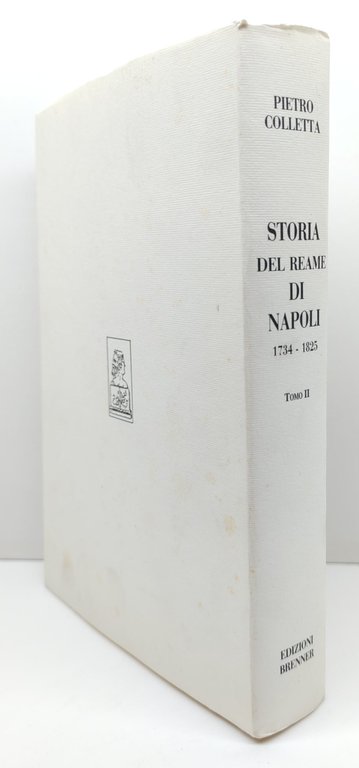 PIETRO
COLLETTA
STORIA
DEL REAME
DI
NAPOLI
1734 - 1825
TOMO II
EDIZIONI
BRENNER